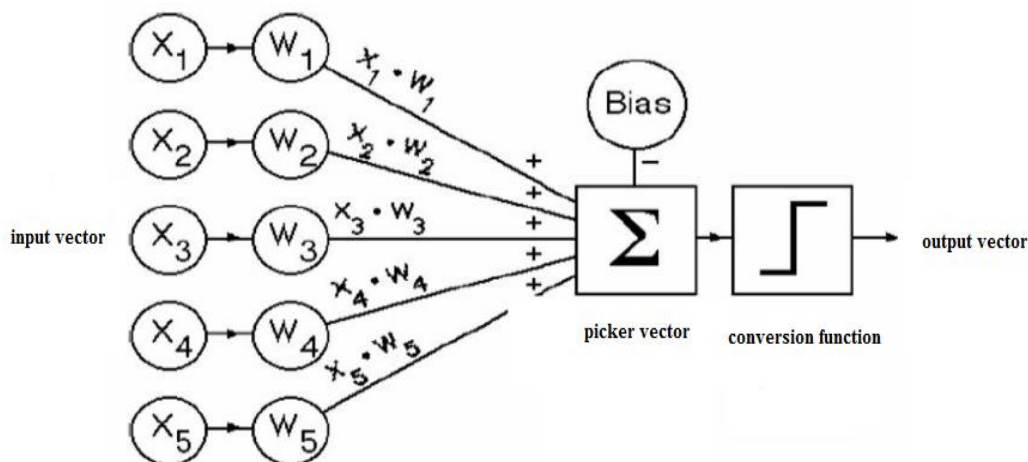 X1 W1 X1 • W1
Bias
X2 W2 X2 • W2
−
+
+
+
+
+
input vector X3 W3 X3 • W3 Σ output vector
X4 W4 X4 • W4
picker vector conversion function
X5 W5 X5 • W5